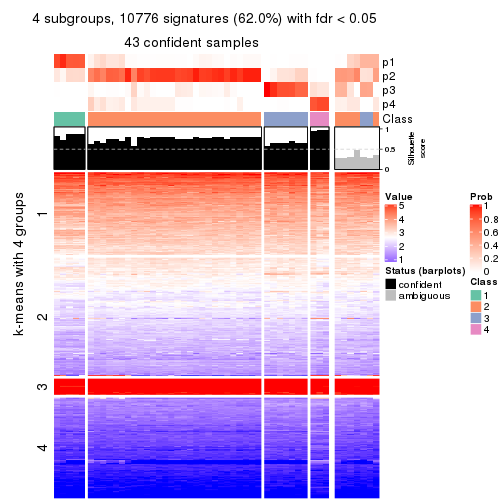 4 subgroups, 10776 signatures (62.0%) with fdr < 0.05
43 confident samples
p1
p2
p3
p4
Class
1
0.5
0
Silhouette
score
k-means with 4 groups
1
2
3
4
Value
5
4
3
2
1
Status (barplots)
confident
ambiguous
Prob
1
0.8
0.6
0.4
0.2
0
Class
1
2
3
4